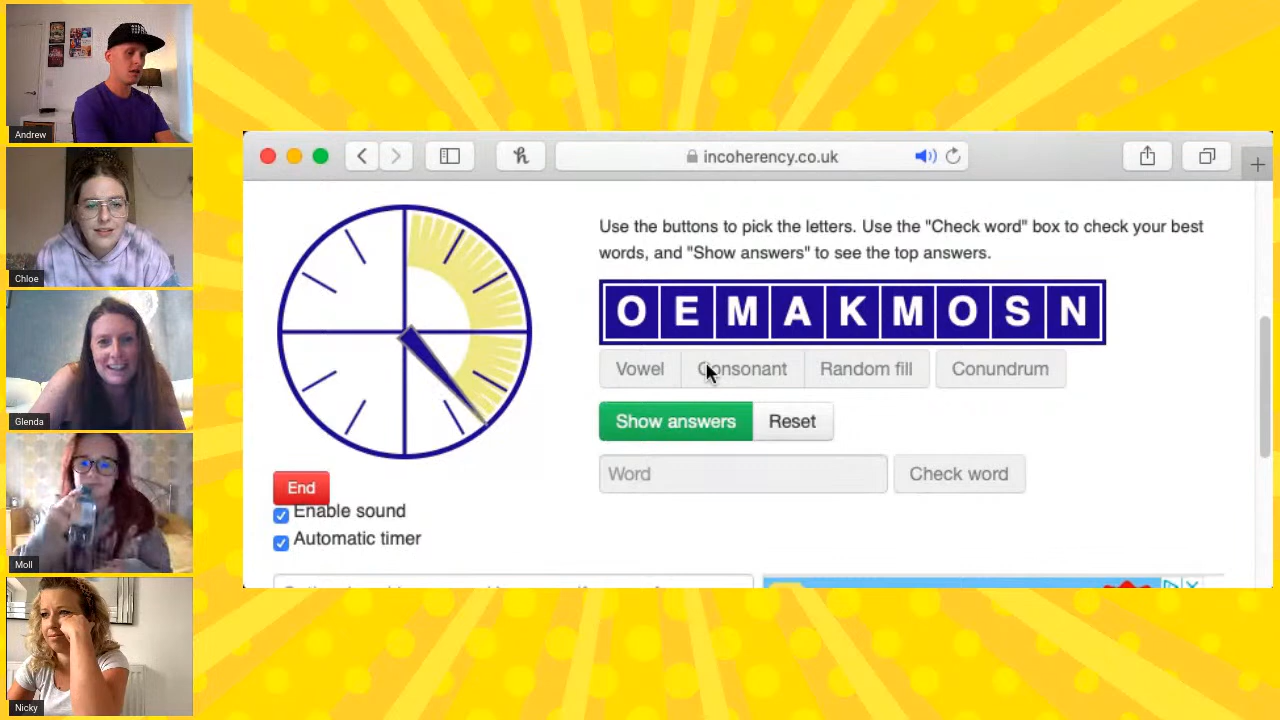 Andrew
Chloe
Glenda
Moll
Nicky
incoherency.co.uk
Use the buttons to pick the letters. Use the "Check word" box to check your best
words, and "Show answers" to see the top answers.
O E M A K M O S N
Vowel Consonant Random fill Conundrum
Show answers Reset
Word Check word
End
Enable sound
Automatic timer